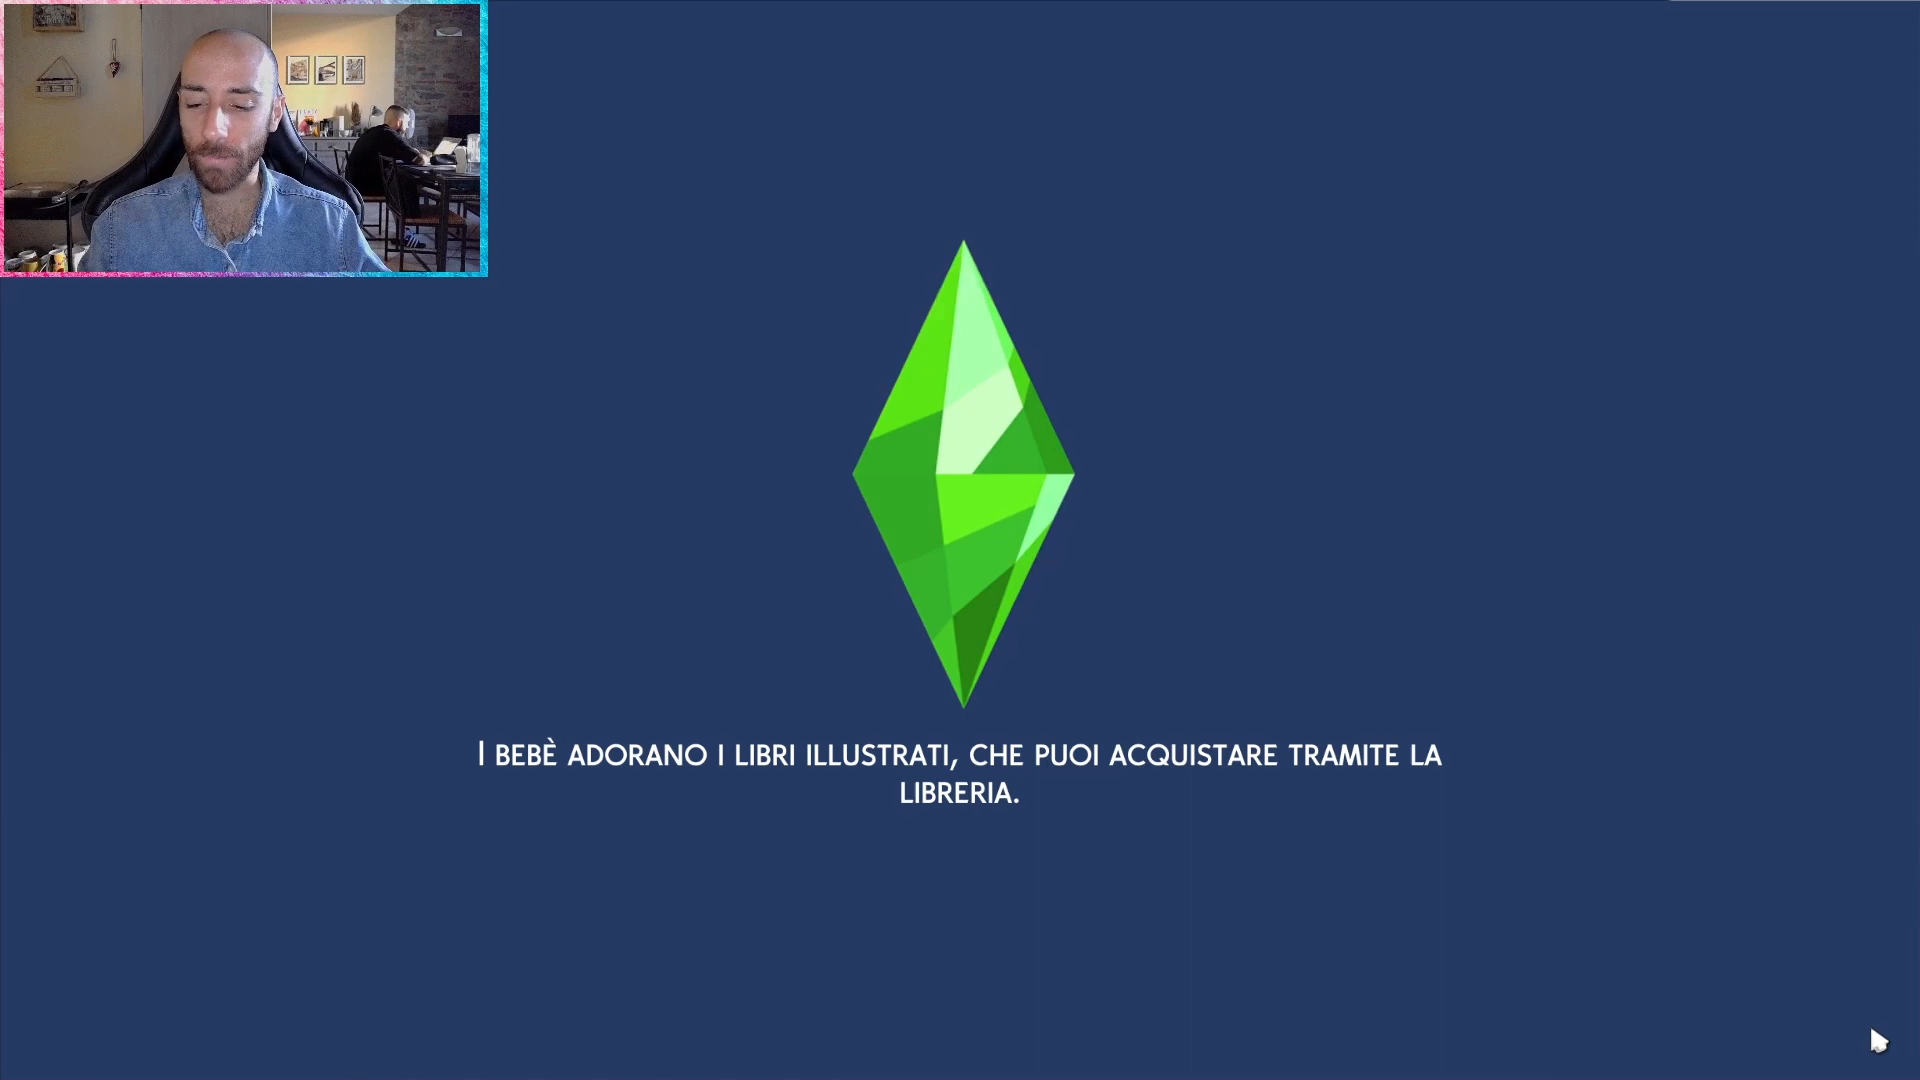 I BEBÈ ADORANO I LIBRI ILLUSTRATI, CHE PUOI ACQUISTARE TRAMITE LA
LIBRERIA.